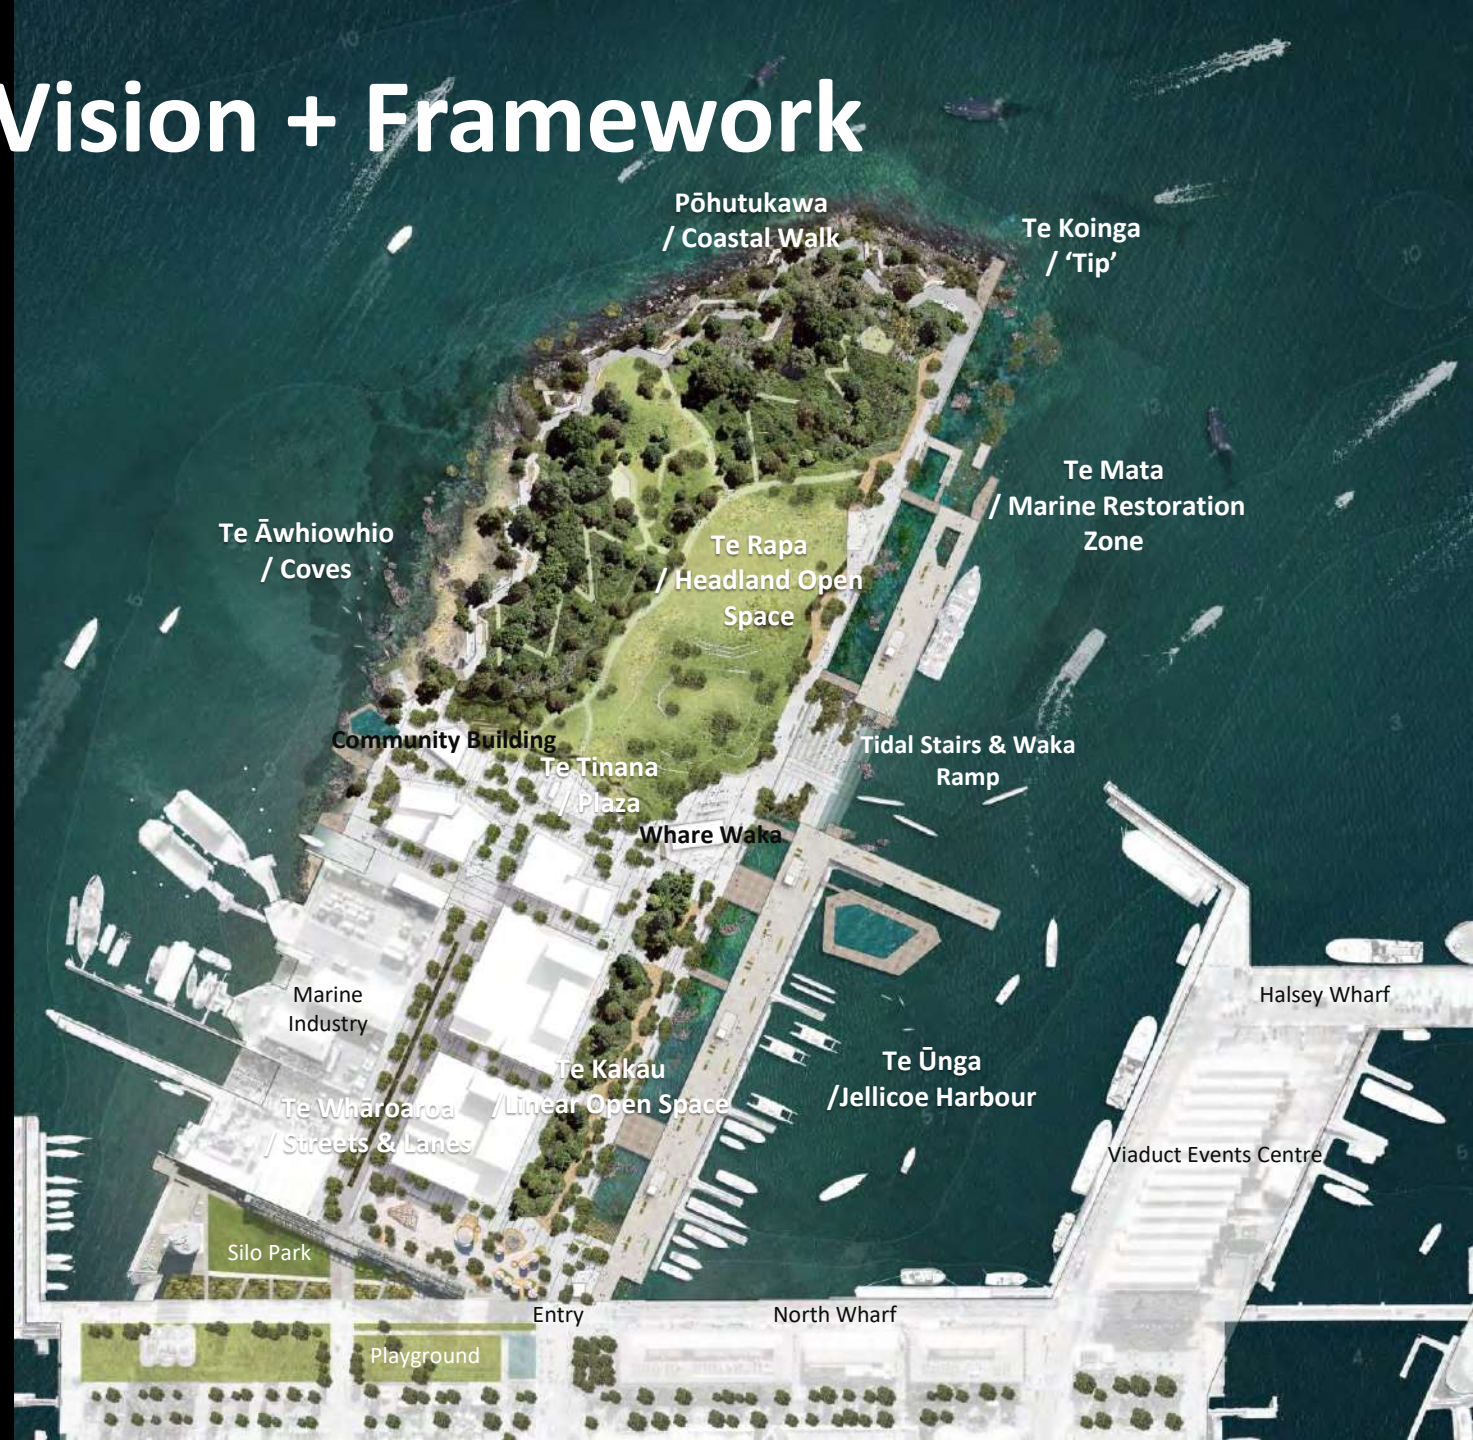 Vision + Framework
Pōhutukawa
/ Coastal Walk
Te Koinga
/ ‘Tip’
Te Mata
/ Marine Restoration
Zone
Te Āwhiowhio
/ Coves
Te Rapa
/ Headland Open
Space
Community Building
Te Tinana
/ Plaza
Tidal Stairs & Waka
Ramp
Whare Waka
Marine
Industry
Halsey Wharf
Te Kakau
/Linear Open Space
Te Ūnga
/Jellicoe Harbour
Te Whāroaroa
/ Streets & Lanes
Viaduct Events Centre
Silo Park
Entry
North Wharf
Playground